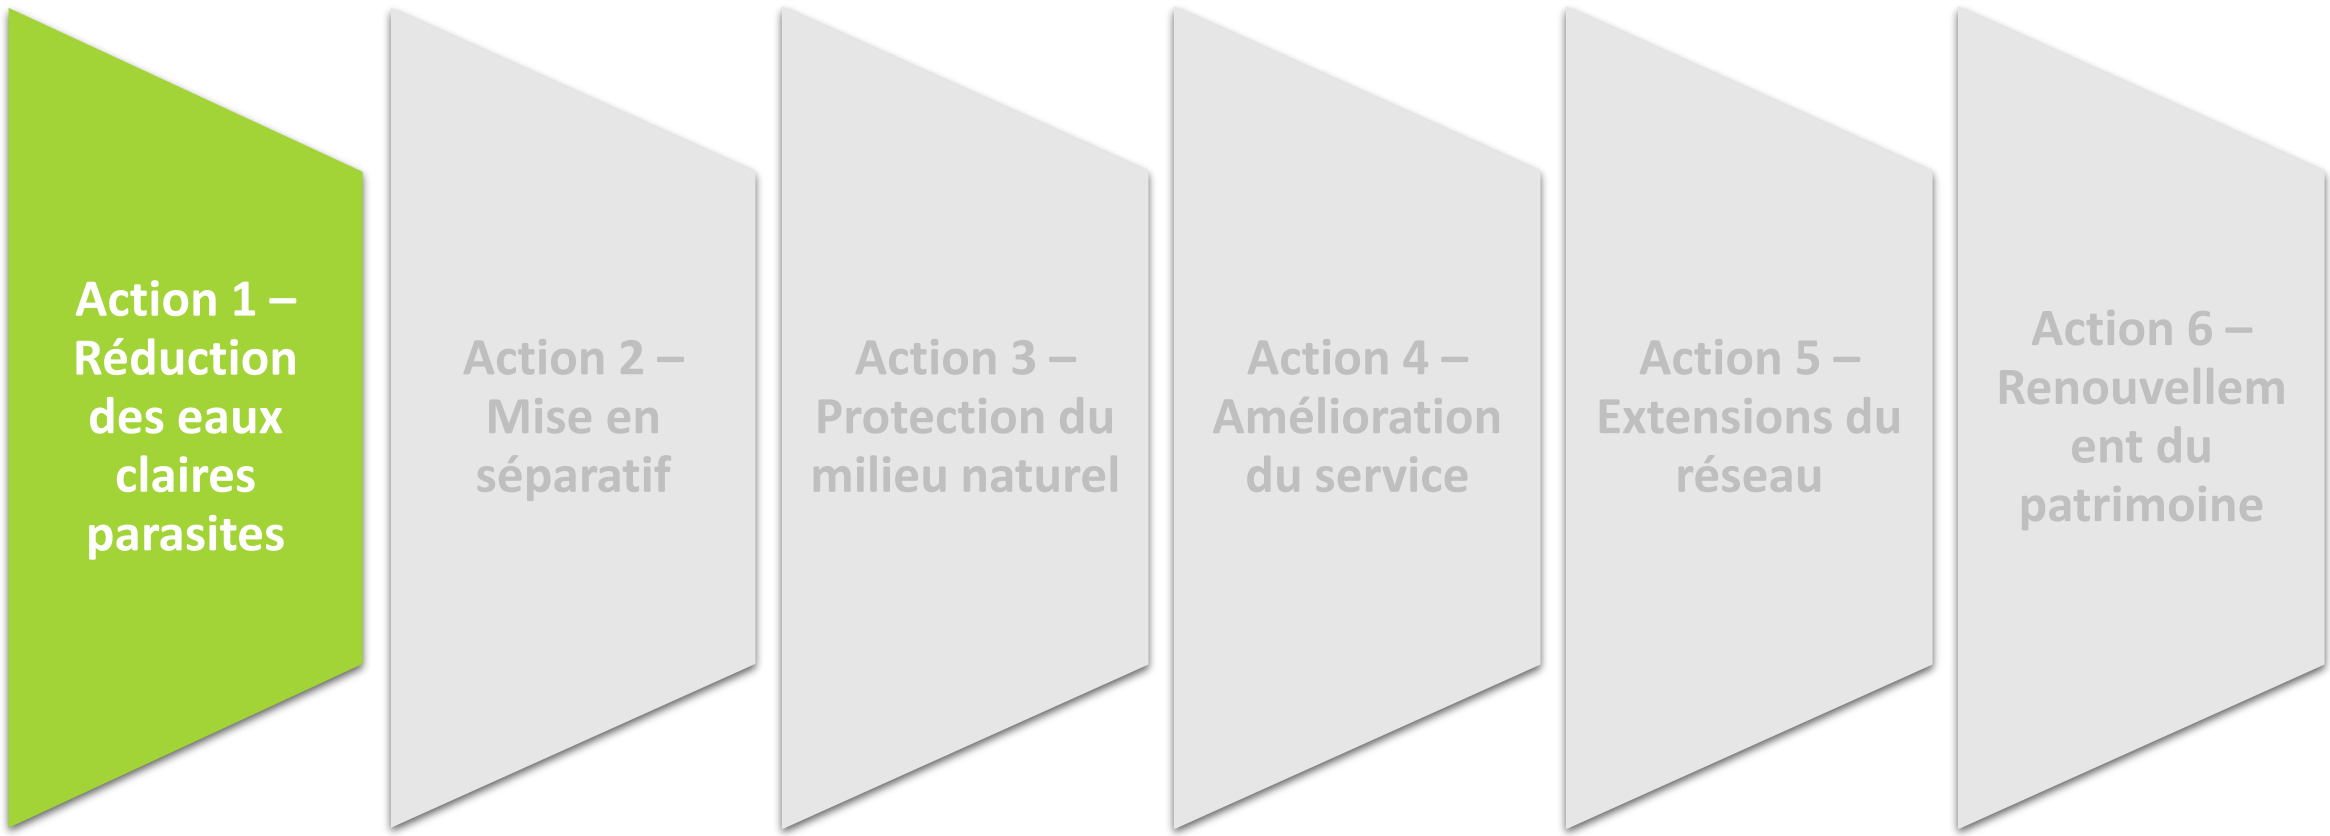 Action 1 –
Réduction
des eaux
claires
parasites
Action 2 –
Mise en
séparatif
Action 3 –
Protection du
milieu naturel
Action 4 –
Amélioration
du service
Action 5 –
Extensions du
réseau
Action 6 –
Renouvellem
ent du
patrimoine